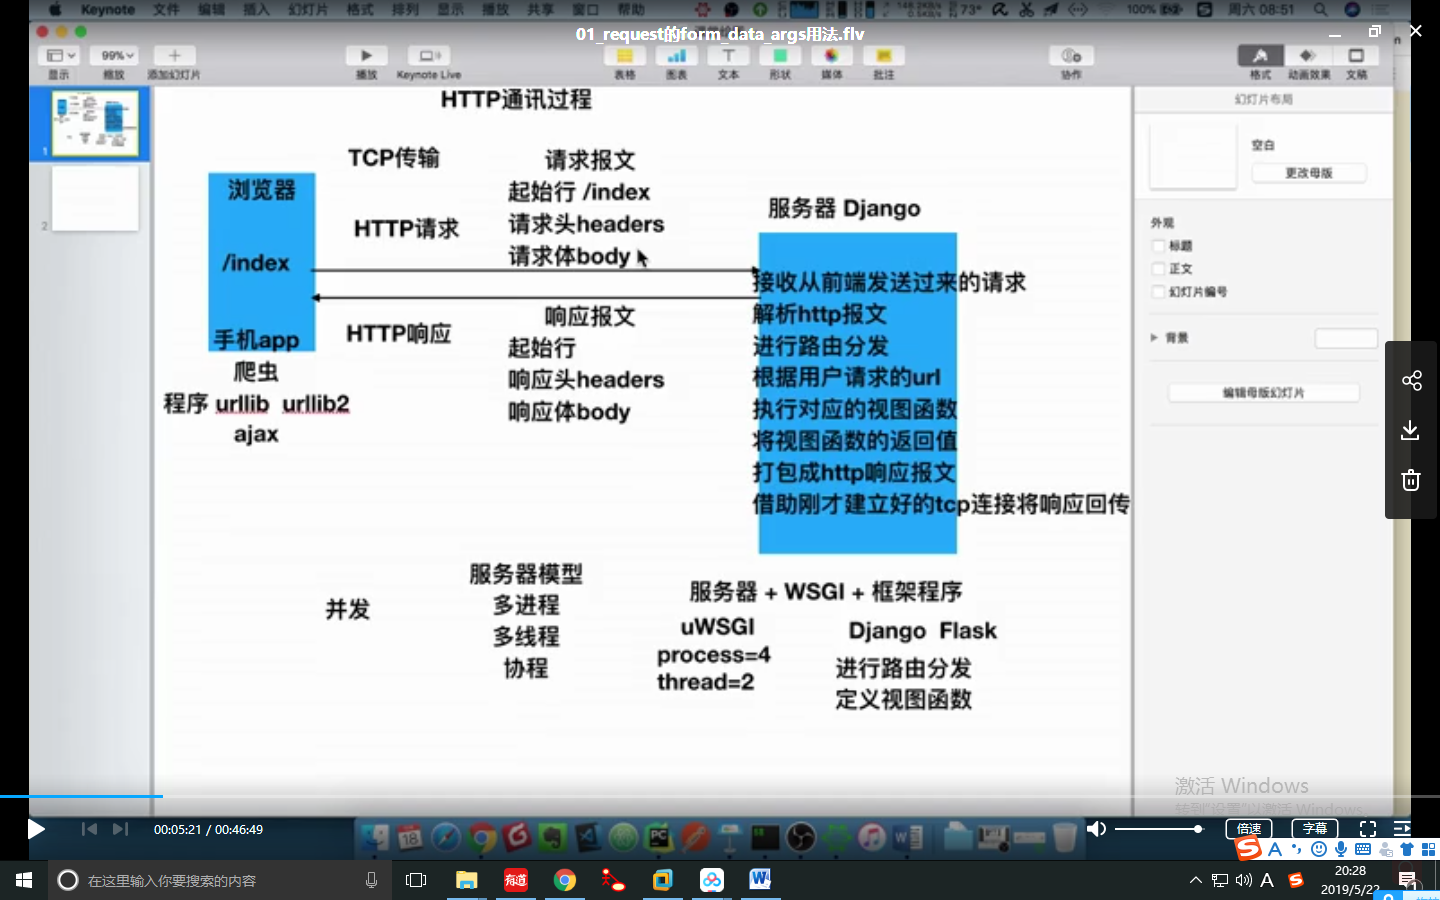 Keynote 文件 编辑 插入 幻灯片 格式 排列 显示 播放 共享 窗口 帮助
73° 100% 周六 08:51
01_request的form_data_args用法.flv
99%
显示 缩放 添加幻灯片 播放 Keynote Live 表格 图表 文本 形状 媒体 批注 协作 格式 动画效果 文稿
1
2
HTTP通讯过程
TCP传输
请求报文
浏览器
起始行 /index
服务器 Django
HTTP请求
请求头headers
/index
请求体body
接收从前端发送过来的请求
解析http报文
进行路由分发
根据用户请求的url
执行对应的视图函数
将视图函数的返回值
打包成http响应报文
借助刚才建立好的tcp连接将响应回传
响应报文
HTTP响应
起始行
响应头headers
响应体body
手机app
爬虫
程序 urllib urllib2
ajax
服务器模型
多进程
多线程
协程
并发
服务器 + WSGI + 框架程序
uWSGI
process=4
thread=2
Django Flask
进行路由分发
定义视图函数
幻灯片布局
空白
更改母版
外观
标题
正文
幻灯片编号
背景
编辑母版幻灯片
激活 Windows
转到"设置"以激活 Windows
00:05:21 / 00:46:49
倍速
字幕
在这里输入你要搜索的内容
有道
20:28
2019/5/22